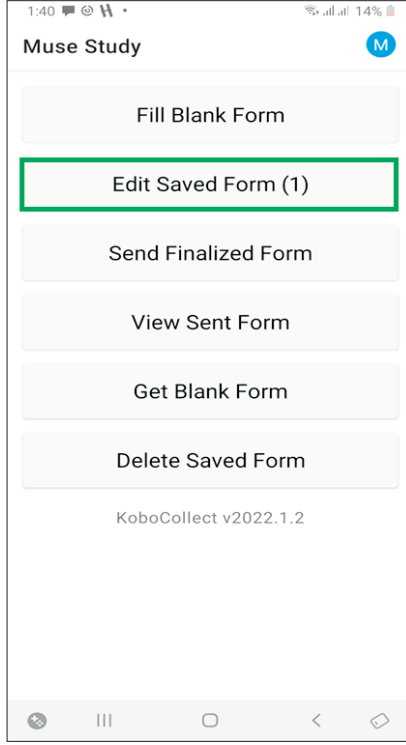 1:40 14%
Muse Study M
Fill Blank Form
Edit Saved Form (1)
Send Finalized Form
View Sent Form
Get Blank Form
Delete Saved Form
KoboCollect v2022.1.2